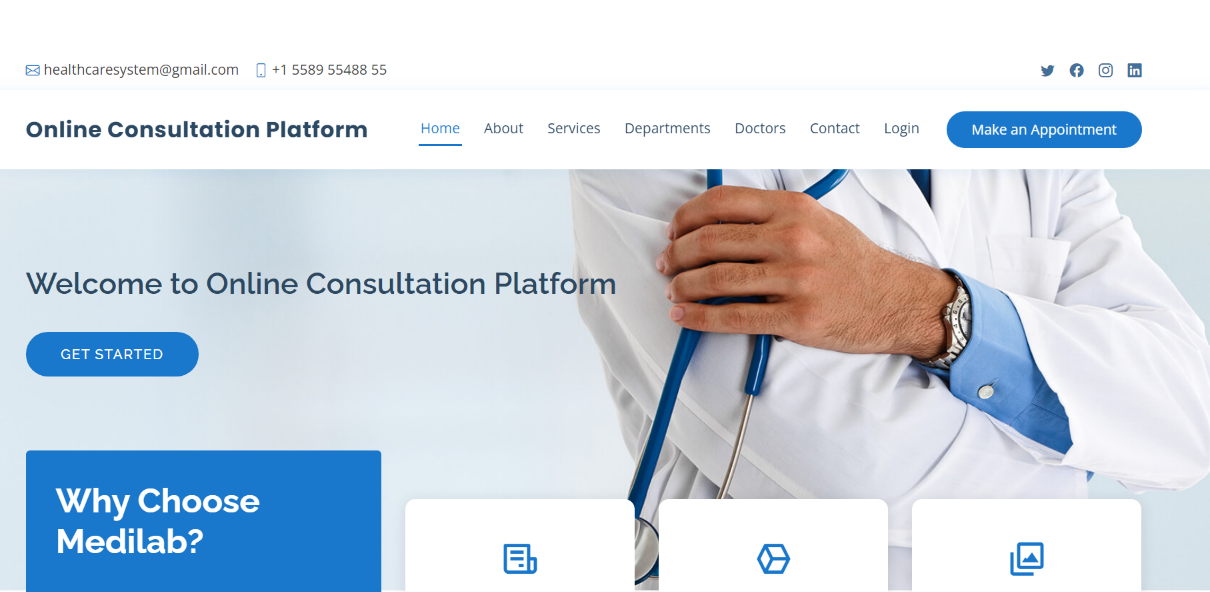 healthcaresystem@gmail.com +1 5589 55488 55
Online Consultation Platform
Home About Services Departments Doctors Contact Login Make an Appointment
Welcome to Online Consultation Platform
GET STARTED
Why Choose
Medilab?